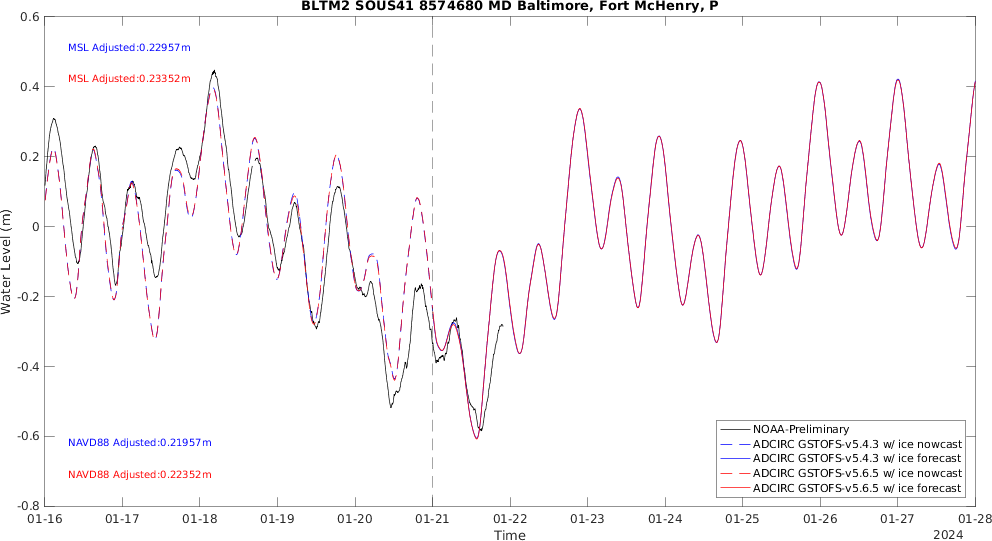 BLTM2 SOUS41 8574680 MD Baltimore, Fort McHenry, P
0.6
0.4
0.2
0
-0.2
-0.4
-0.6
-0.8
Water Level (m)
MSL Adjusted:0.22957m
MSL Adjusted:0.23352m
NAVD88 Adjusted:0.21957m
NAVD88 Adjusted:0.22352m
NOAA-Preliminary
ADCIRC GSTOFS-v5.4.3 w/ ice nowcast
ADCIRC GSTOFS-v5.4.3 w/ ice forecast
ADCIRC GSTOFS-v5.6.5 w/ ice nowcast
ADCIRC GSTOFS-v5.6.5 w/ ice forecast
01-16 01-17 01-18 01-19 01-20 01-21 01-22 01-23 01-24 01-25 01-26 01-27 01-28
Time
2024